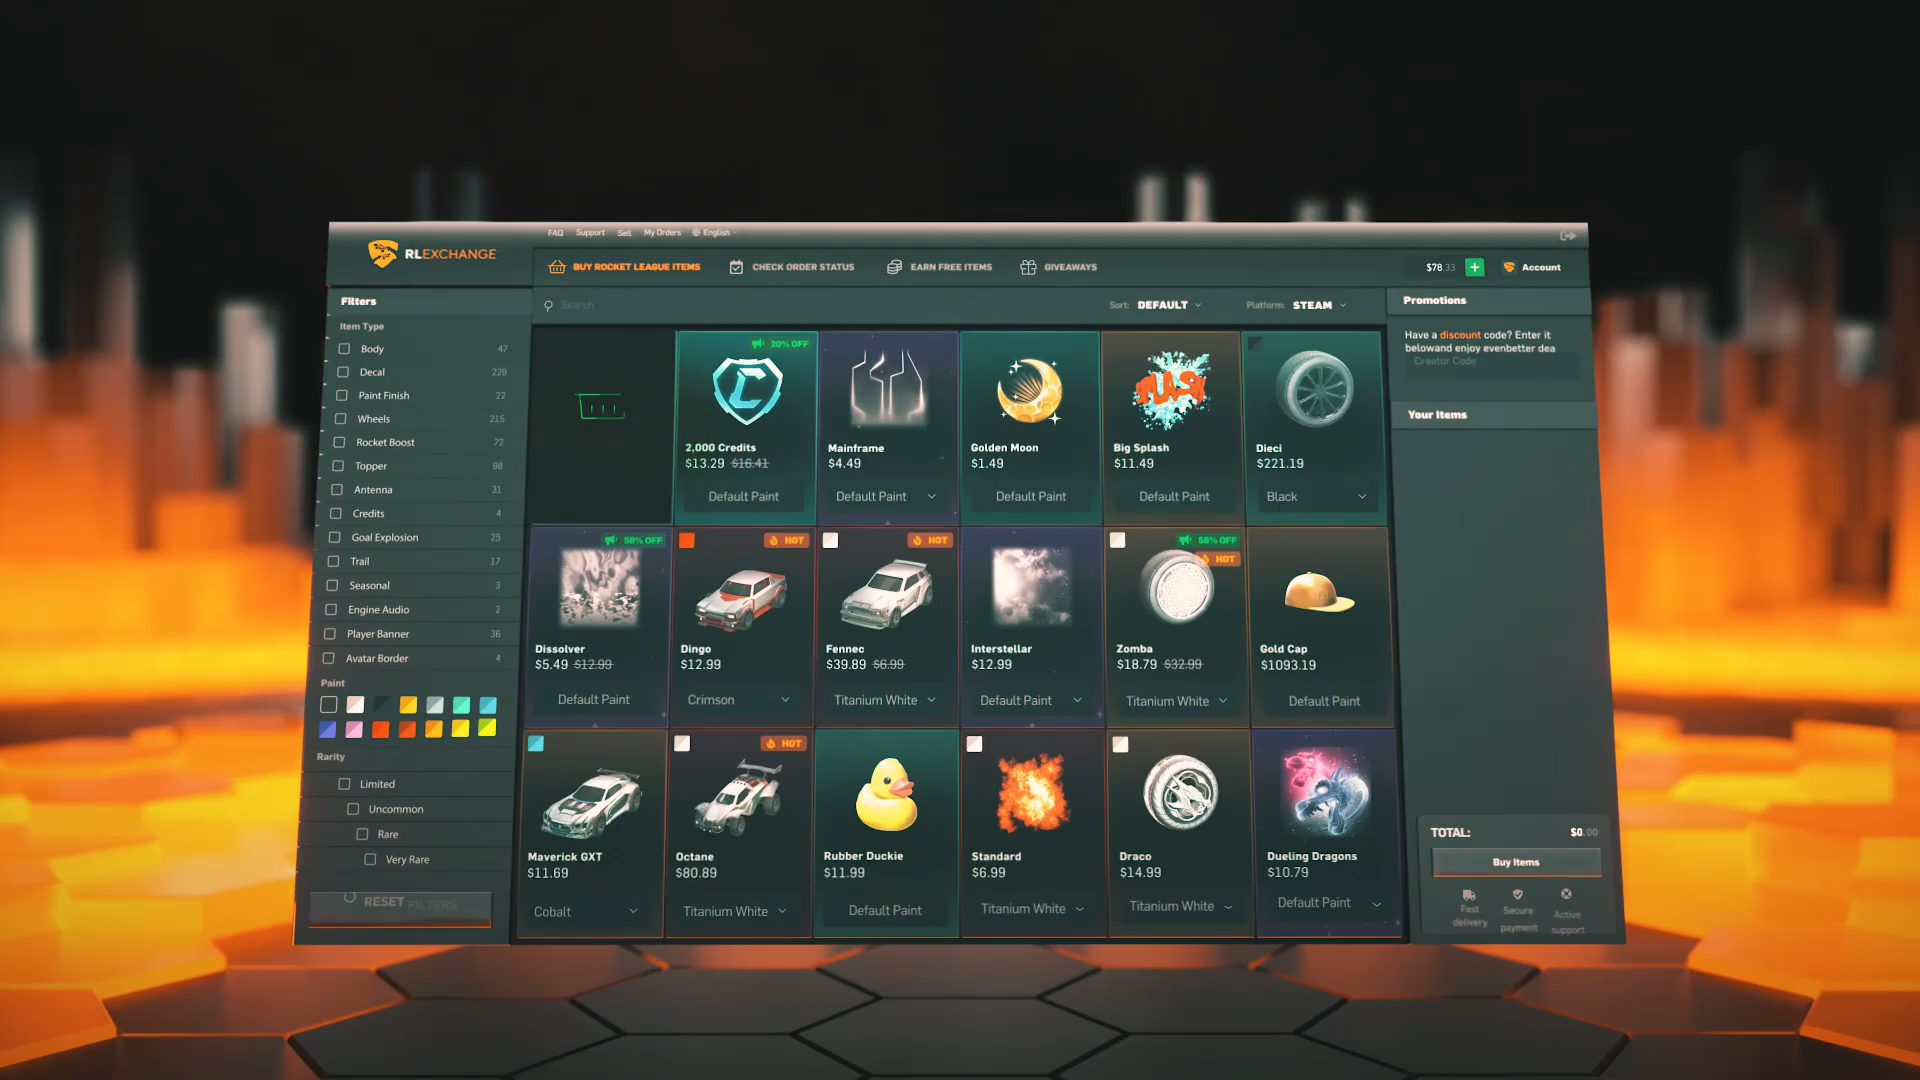 FAQ Support Sell My Orders English
RLEXCHANGE
BUY ROCKET LEAGUE ITEMS CHECK ORDER STATUS EARN FREE ITEMS GIVEAWAYS
$78.33 + Account
Filters
Search
Sort: DEFAULT
Platform: STEAM
Promotions
Item Type
Body 47
Decal 228
Paint Finish 22
Wheels 215
Rocket Boost 72
Topper 98
Antenna 31
Credits 4
Goal Explosion 25
Trail 17
Seasonal 3
Engine Audio 2
Player Banner 36
Avatar Border 4
Paint
Rarity
Limited
Uncommon
Rare
Very Rare
RESET FILTERS
20% OFF
2,000 Credits
$13.29 $16.41
Default Paint
Mainframe
$4.49
Default Paint
Golden Moon
$1.49
Default Paint
SPLASH
Big Splash
$11.49
Default Paint
Dieci
$221.19
Black
58% OFF
Dissolver
$5.49 $12.99
Default Paint
HOT
Dingo
$12.99
Crimson
HOT
Fennec
$39.89 $6.99
Titanium White
Interstellar
$12.99
Default Paint
58% OFF
HOT
Zomba
$18.79 $32.99
Titanium White
Gold Cap
$1093.19
Default Paint
Maverick GXT
$11.69
Cobalt
HOT
Octane
$80.89
Titanium White
Rubber Duckie
$11.99
Default Paint
Standard
$6.99
Titanium White
Draco
$14.99
Titanium White
Dueling Dragons
$10.79
Default Paint
Have a discount code? Enter it
belowand enjoy evenbetter dea
Creator Code
Your Items
TOTAL: $0.00
Buy Items
Fast
delivery
Secure
payment
Active
support